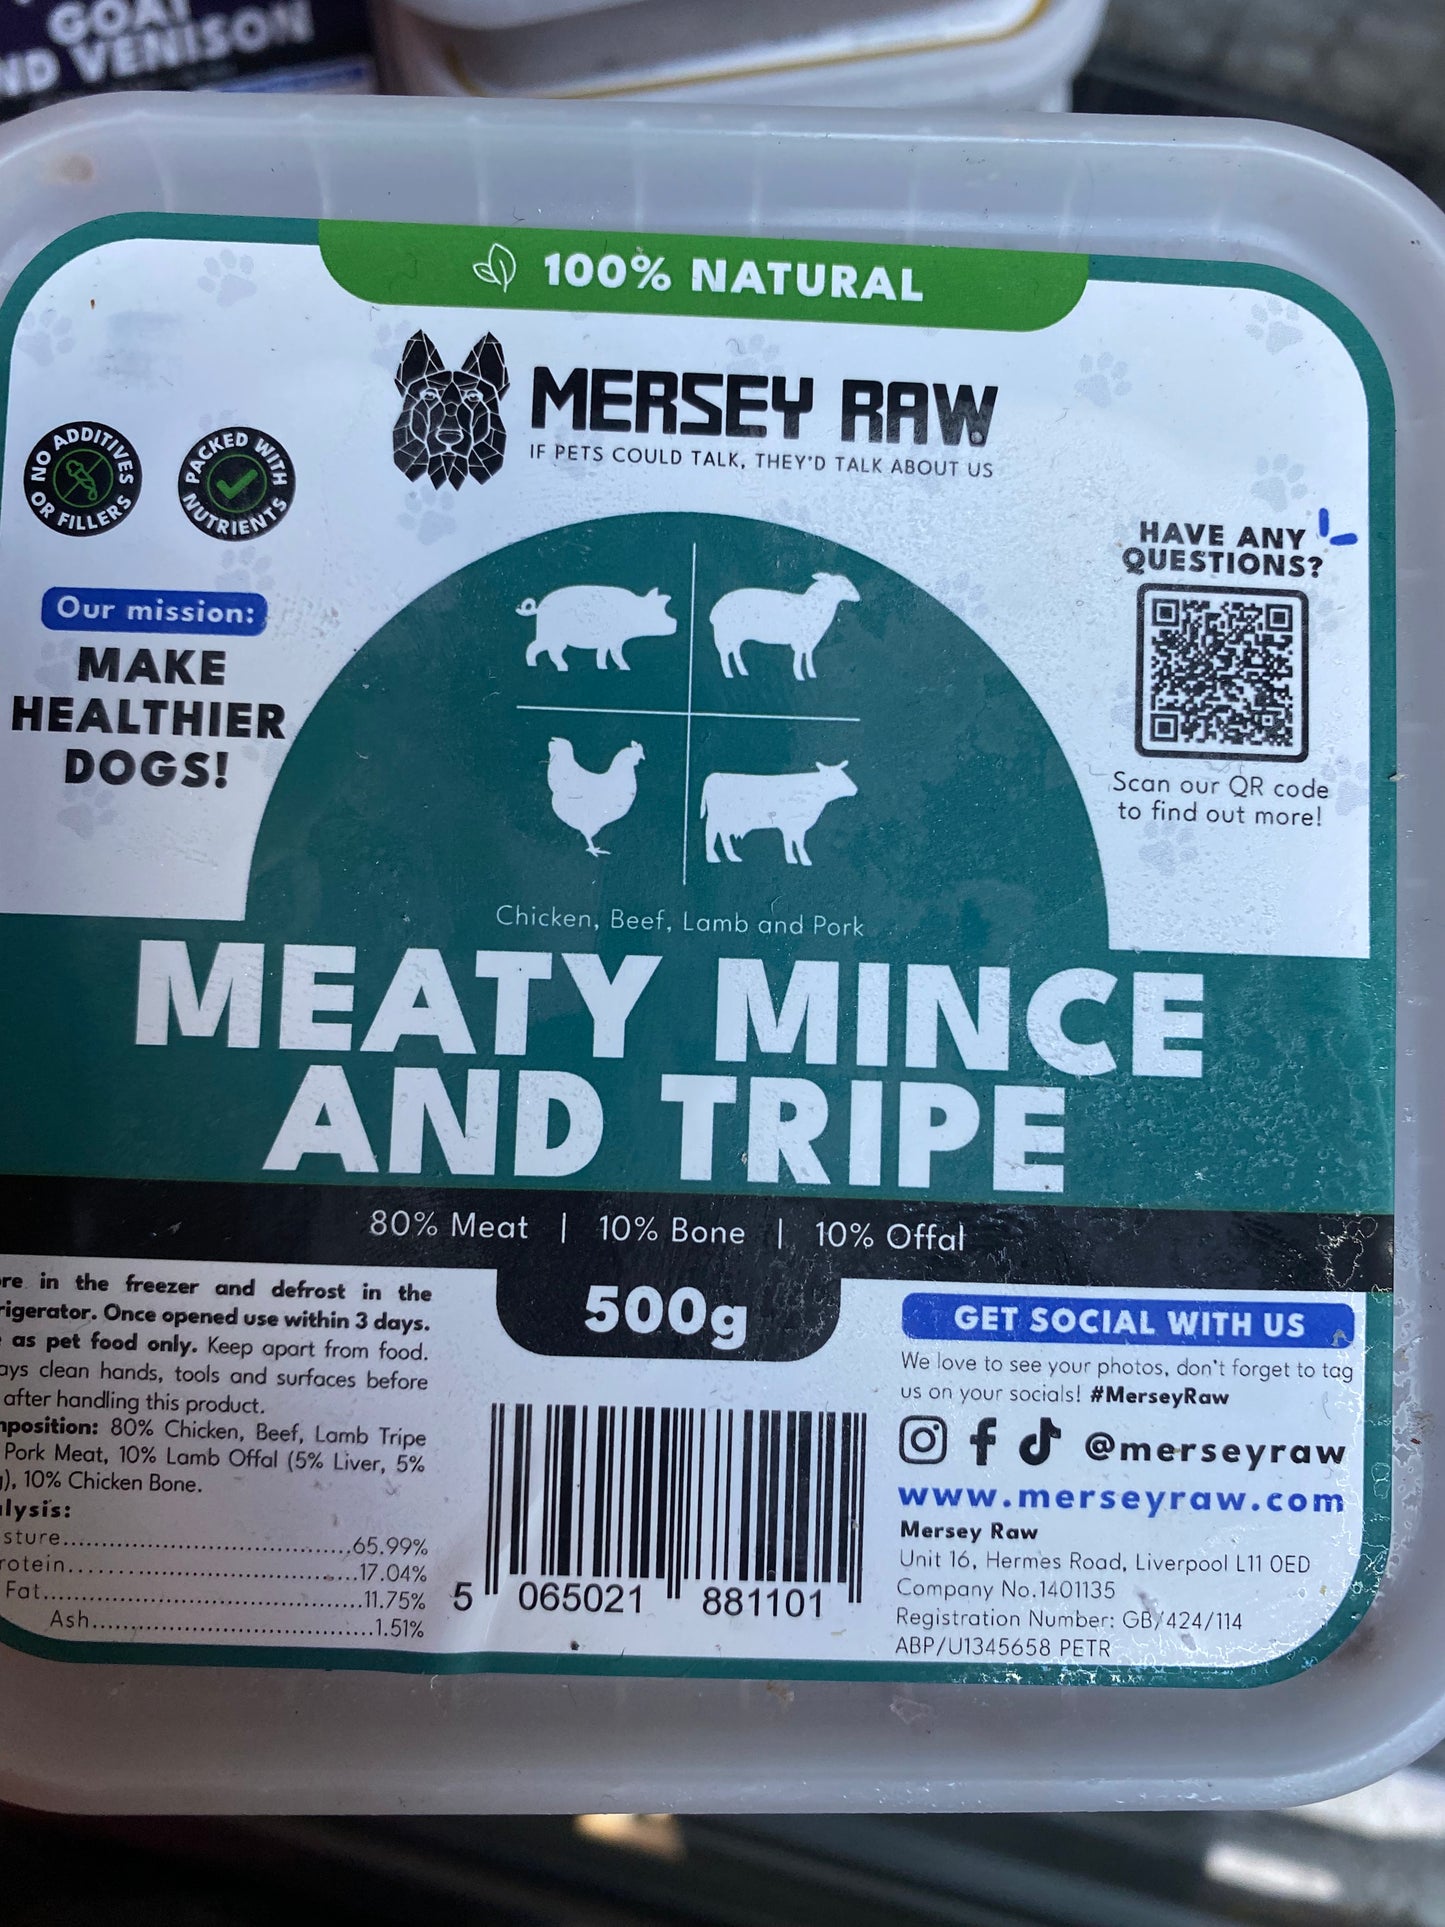 GOAT
ND VENISON
100% NATURAL
MERSEY RAW
IF PETS COULD TALK, THEY'D TALK ABOUT US
NO ADDITIVES OR FILLERS
PACKED WITH NUTRIENTS
Our mission:
MAKE
HEALTHIER
DOGS!
HAVE ANY
QUESTIONS?
Scan our QR code
to find out more!
Chicken, Beef, Lamb and Pork
MEATY MINCE
AND TRIPE
80% Meat | 10% Bone | 10% Offal
500g
re in the freezer and defrost in the
rigerator. Once opened use within 3 days.
as pet food only. Keep apart from food.
ays clean hands, tools and surfaces before
after handling this product.
position: 80% Chicken, Beef, Lamb Tripe
Pork Meat, 10% Lamb Offal (5% Liver, 5%
), 10% Chicken Bone.
lysis:
sture..........65.99%
rotein..........17.04%
Fat..........11.75%
Ash..........1.51%
5 065021 881101
GET SOCIAL WITH US
We love to see your photos, don't forget to tag
us on your socials! #MerseyRaw
@merseyraw
www.merseyraw.com
Mersey Raw
Unit 16, Hermes Road, Liverpool L11 0ED
Company No.1401135
Registration Number: GB/424/114
ABP/U1345658 PETR